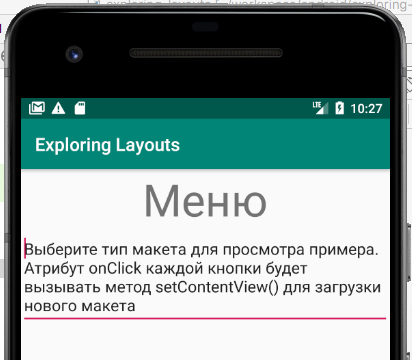 LTE 10:27
Exploring Layouts
Меню
Выберите тип макета для просмотра примера.
Атрибут onClick каждой кнопки будет
вызывать метод setContentView() для загрузки
нового макета